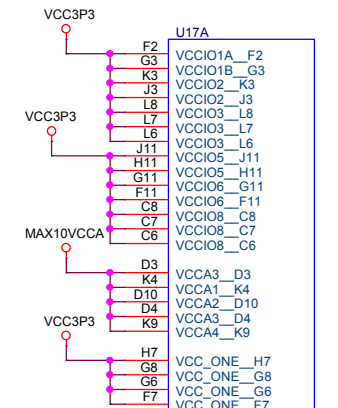 VCC3P3
U17A
F2 VCCIO1A__F2
G3 VCCIO1B__G3
K3 VCCIO2__K3
J3 VCCIO2__J3
L8 VCCIO3__L8
L7 VCCIO3__L7
VCC3P3
L6 VCCIO3__L6
J11 VCCIO5__J11
H11 VCCIO5__H11
G11 VCCIO6__G11
F11 VCCIO6__F11
C8 VCCIO8__C8
C7 VCCIO8__C7
MAX10VCCA
C6 VCCIO8__C6
D3 VCCA3__D3
K4 VCCA1__K4
D10 VCCA2__D10
D4 VCCA3__D4
K9 VCCA4__K9
VCC3P3
H7 VCC_ONE__H7
G8 VCC_ONE__G8
G6 VCC_ONE__G6
F7 VCC_ONE__F7